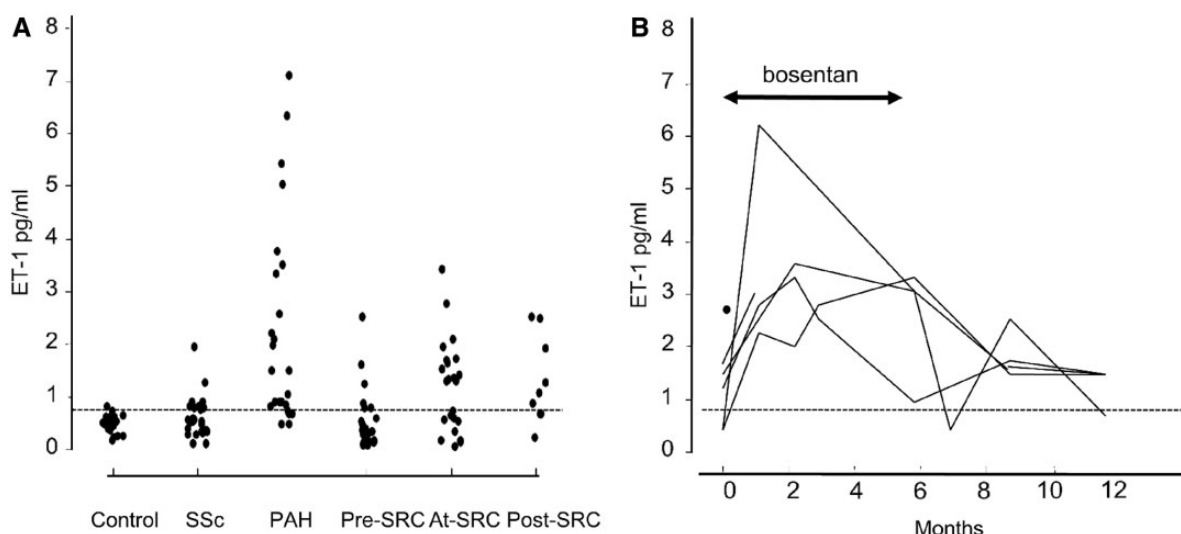 A
8
7
6
5
4
3
2
1
0
ET-1 pg/ml
Control SSc PAH Pre-SRC At-SRC Post-SRC
B
8
7
6
5
4
3
2
1
0
ET-1 pg/ml
bosentan
0 2 4 6 8 10 12
Months